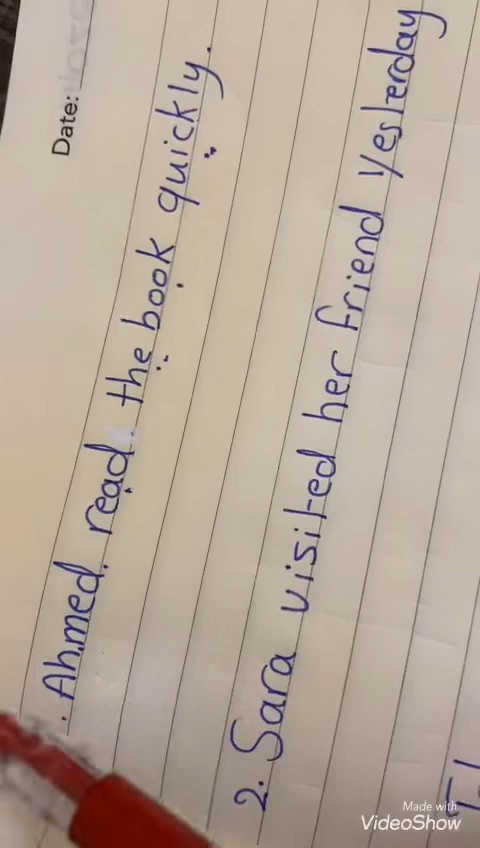 Date:
. Ahmed. read. the book quickly.
2. Sara visited her friend yesterday
Made with
VideoShow